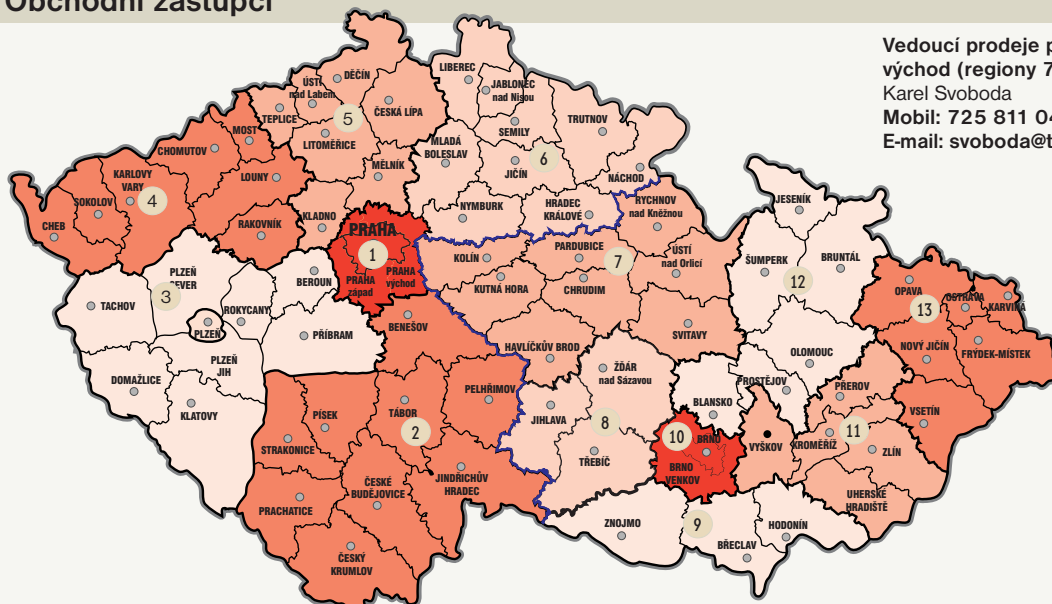 Obchodní zástupci
Vedoucí prodeje
východ (regiony 7
Karel Svoboda
Mobil: 725 811 04
E-mail: svoboda@t
LIBEREC
JABLONEC
nad Nisou
DĚČÍN
ÚSTÍ
nad Labem
TEPLICE
ČESKÁ LÍPA
5
TRUTNOV
SEMILY
MOST
LITOMĚŘICE
CHOMUTOV
MLADÁ
BOLESLAV
6
JIČÍN
MĚLNÍK
KARLOVY
VARY
LOUNY
NÁCHOD
4
SOKOLOV
CHEB
RAKOVNÍK
KLADNO
NYMBURK
HRADEC
KRÁLOVÉ
RYCHNOV
nad Kněžnou
JESENÍK
PRAHA
1
PRAHA
západ
PRAHA
východ
KOLÍN
PARDUBICE
7
ÚSTÍ
nad Orlicí
ŠUMPERK
BRUNTÁL
12
PLZEŇ
SEVER
3
BEROUN
KUTNÁ HORA
CHRUDIM
OPAVA
OSTRAVA
KARVINÁ
13
TACHOV
ROKYCANY
PLZEŇ
PŘÍBRAM
BENEŠOV
SVITAVY
HAVLÍČKŮV BROD
NOVÝ JIČÍN
FRÝDEK-MÍSTEK
OLOMOUC
PLZEŇ
JIH
ŽĎÁR
nad Sázavou
DOMAŽLICE
PROSTĚJOV
PŘEROV
KLATOVY
PELHŘIMOV
BLANSKO
PÍSEK
TÁBOR
2
JIHLAVA
8
VSETÍN
STRAKONICE
10
BRNO
VYŠKOV
KROMĚŘÍŽ
11
ZLÍN
TŘEBÍČ
BRNO
VENKOV
ČESKÉ
BUDĚJOVICE
JINDŘICHŮV
HRADEC
PRACHATICE
UHERSKÉ
HRADIŠTĚ
ZNOJMO
9
HODONÍN
BŘECLAV
ČESKÝ
KRUMLOV